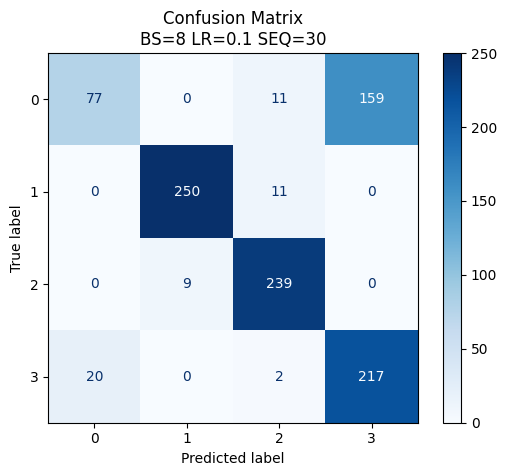 Confusion Matrix
BS=8 LR=0.1 SEQ=30
0 77 0 11 159
1 0 250 11 0
2 0 9 239 0
3 20 0 2 217
0 1 2 3
Predicted label
True label
250
200
150
100
50
0